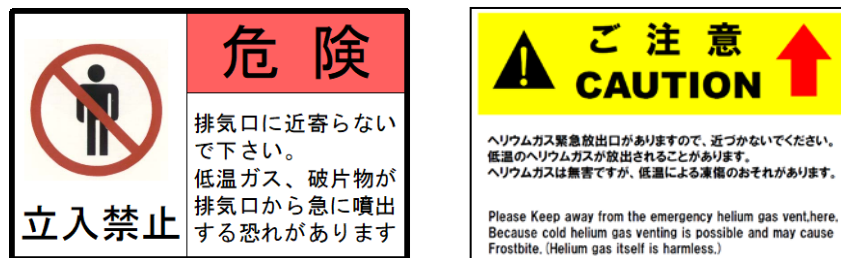 危険
排気口に近寄らない
で下さい。
低温ガス、破片物が
排気口から急に噴出
する恐れがあります
立入禁止
ご注意
CAUTION
ヘリウムガス緊急放出口がありますので、近づかないでください。
低温のヘリウムガスが放出されることがあります。
ヘリウムガスは無害ですが、低温による凍傷のおそれがあります。
Please Keep away from the emergency helium gas vent,here.
Because cold helium gas venting is possible and may cause
Frostbite. (Helium gas itself is harmless.)